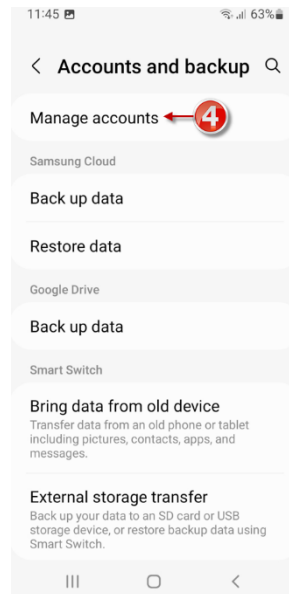 11:45 63%
Accounts and backup
Manage accounts 4
Samsung Cloud
Back up data
Restore data
Google Drive
Back up data
Smart Switch
Bring data from old device
Transfer data from an old phone or tablet
including pictures, contacts, apps, and
messages.
External storage transfer
Back up your data to an SD card or USB
storage device, or restore backup data using
Smart Switch.